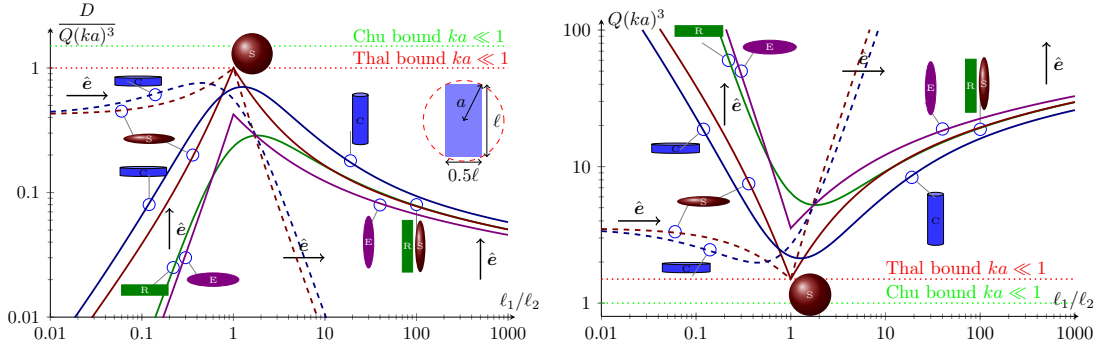 D
Q(ka)³
Chu bound ka ≪ 1
Thal bound ka ≪ 1
1
0.1
0.01
S
C
ê
S
C
ê
R
E
ê
a
ℓ
0.5ℓ
C
E
R
S
ê
ℓ₁/ℓ₂
0.01
0.1
1
10
100
1000
Q(ka)³
100
10
1
R
E
ê
ê
C
S
ê
C
E
R
S
ê
C
S
Thal bound ka ≪ 1
Chu bound ka ≪ 1
ℓ₁/ℓ₂
0.01
0.1
1
10
100
1000